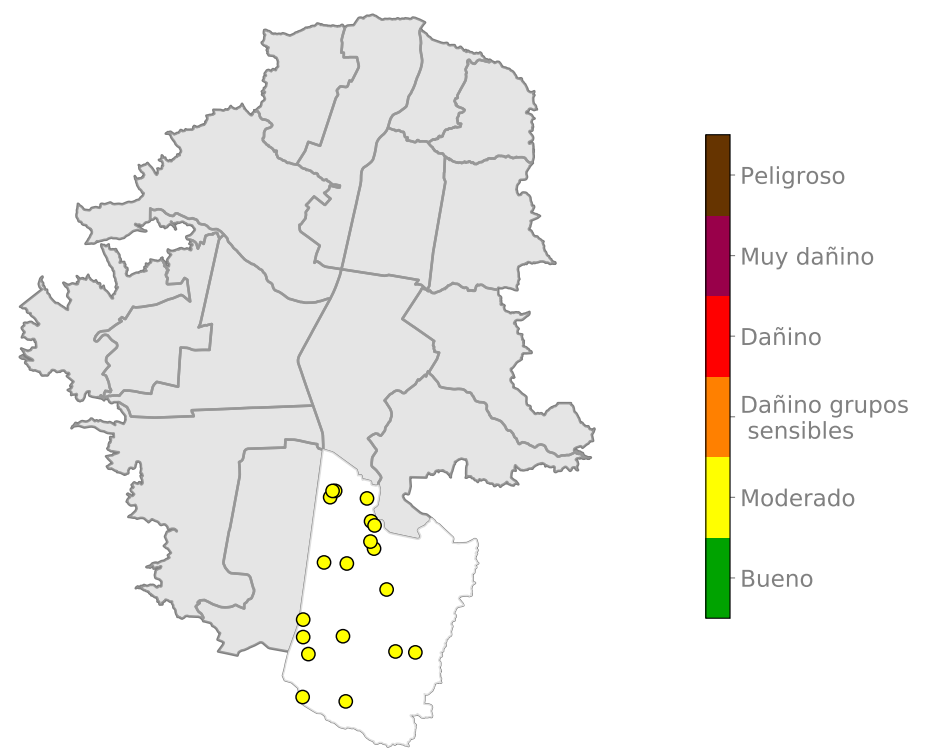 Peligroso
Muy dañino
Dañino
Dañino grupos
sensibles
Moderado
Bueno